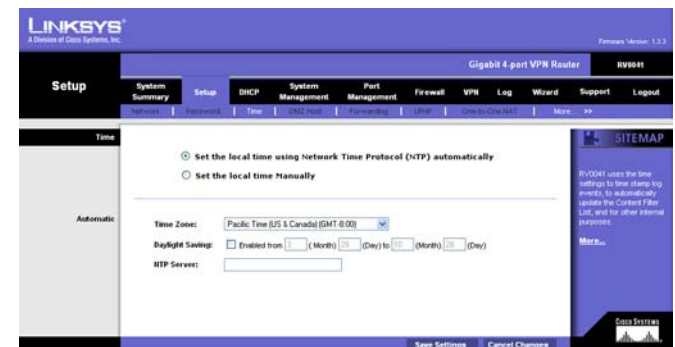 LINKSYS®
A Division of Cisco Systems, Inc.
Firmware Version: 1.3.3
Gigabit 4-port VPN Router
RV0041
Setup
System Summary
Setup
DHCP
System Management
Port Management
Firewall
VPN
Log
Wizard
Support
Logout
Network | Password | Time | DMZ Host | Forwarding | UPnP | One-to-One NAT | More >>
Time
SITEMAP
Set the local time using Network Time Protocol (NTP) automatically
Set the local time Manually
RV0041 uses the time
settings to time stamp log
events, to automatically
update the Content Filter
List, and for other internal
purposes.
More...
Automatic
Time Zone: Pacific Time (US & Canada) (GMT-8:00)
Daylight Saving: Enabled from 3 (Month) 28 (Day) to 10 (Month) 28 (Day)
NTP Server:
CISCO SYSTEMS
Save Settings
Cancel Changes